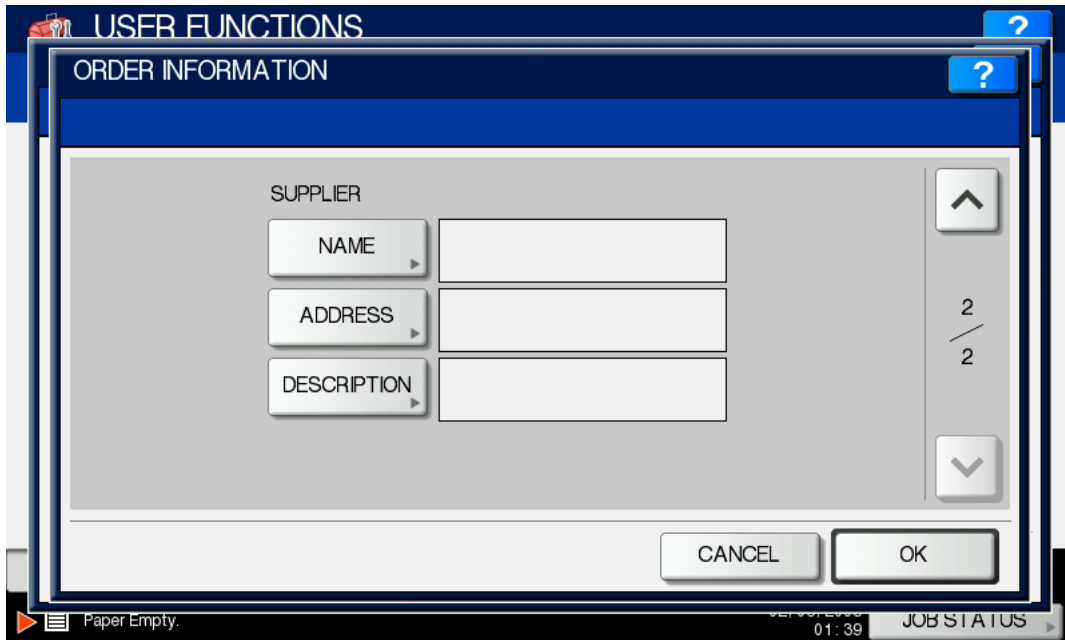 USER FUNCTIONS
?
ORDER INFORMATION
?
SUPPLIER
NAME
ADDRESS
DESCRIPTION
2
2
CANCEL
OK
Paper Empty.
01:39
JOB STATUS